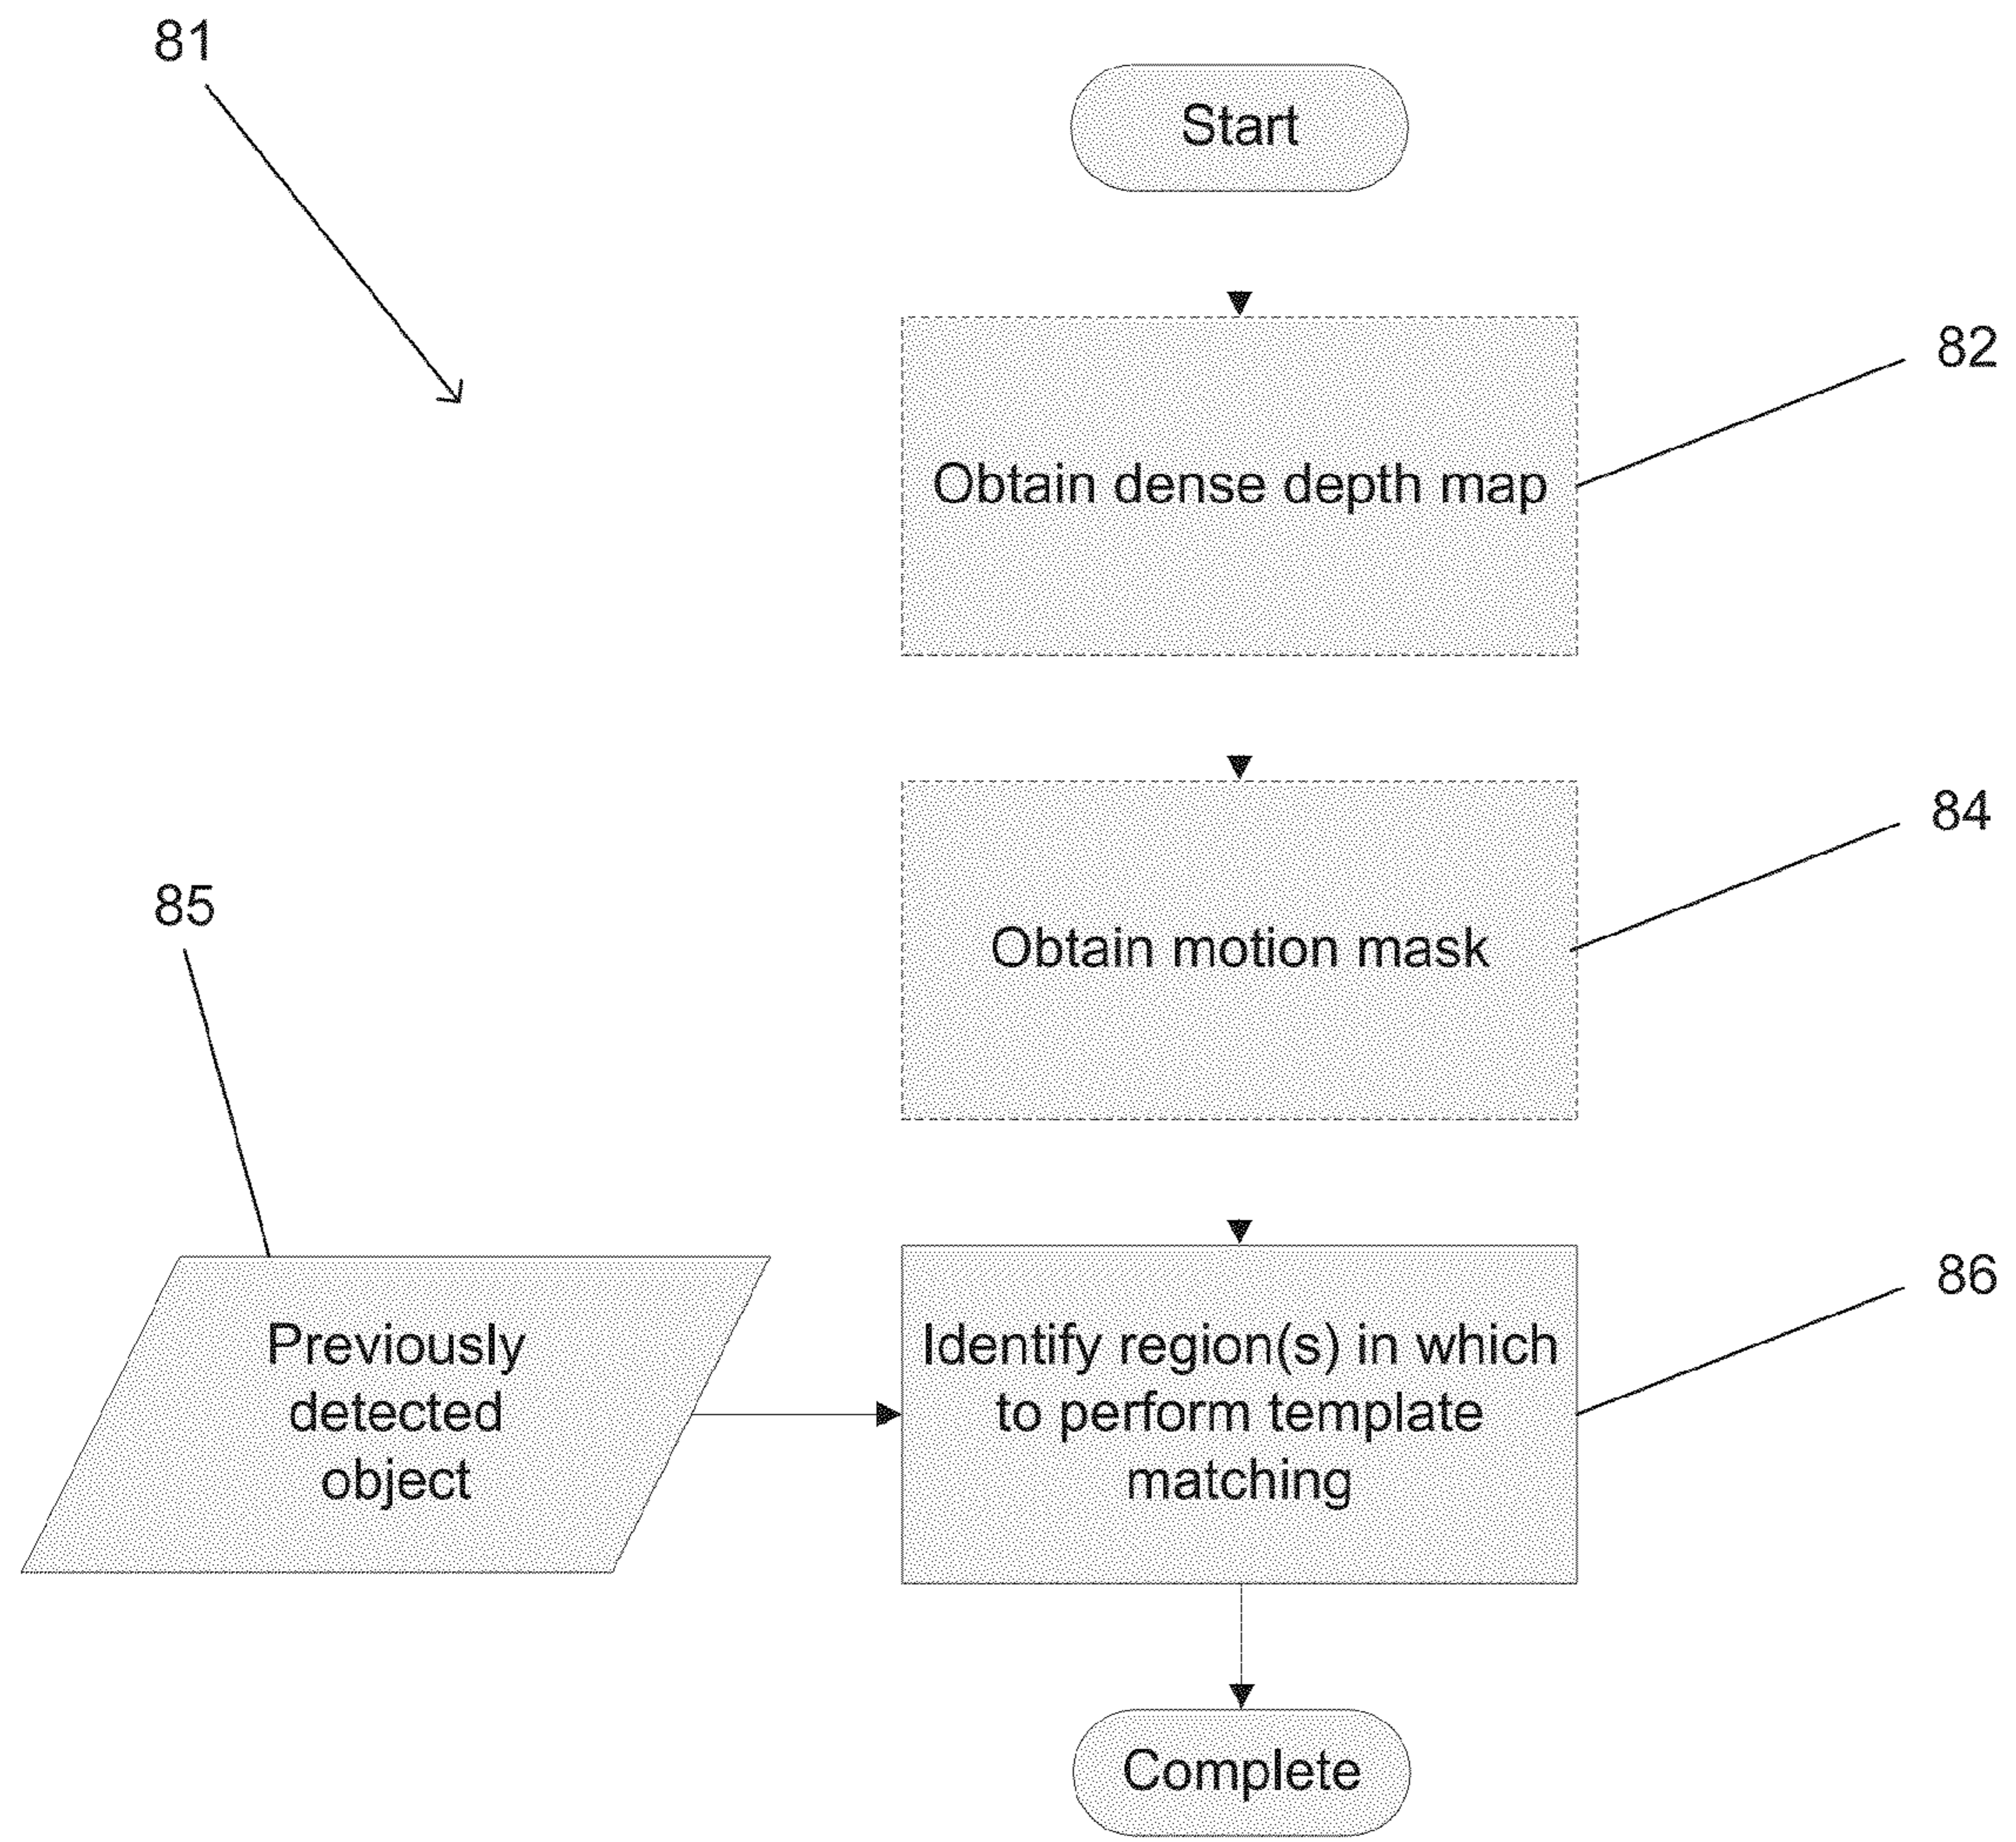 81
Start
82
Obtain dense depth map
84
Obtain motion mask
85
86
Previously
detected
object
Identify region(s) in which
to perform template
matching
Complete